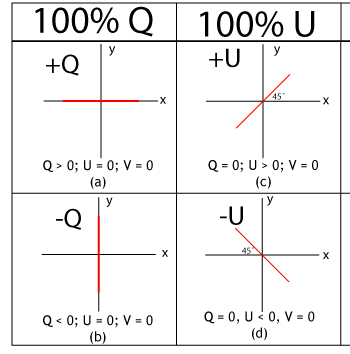 100% Q
100% U
+Q
y
x
Q > 0; U = 0; V = 0
(a)
+U
y
45°
x
Q = 0; U > 0; V = 0
(c)
-Q
y
x
Q < 0; U = 0; V = 0
(b)
-U
y
45°
x
Q = 0, U < 0, V = 0
(d)